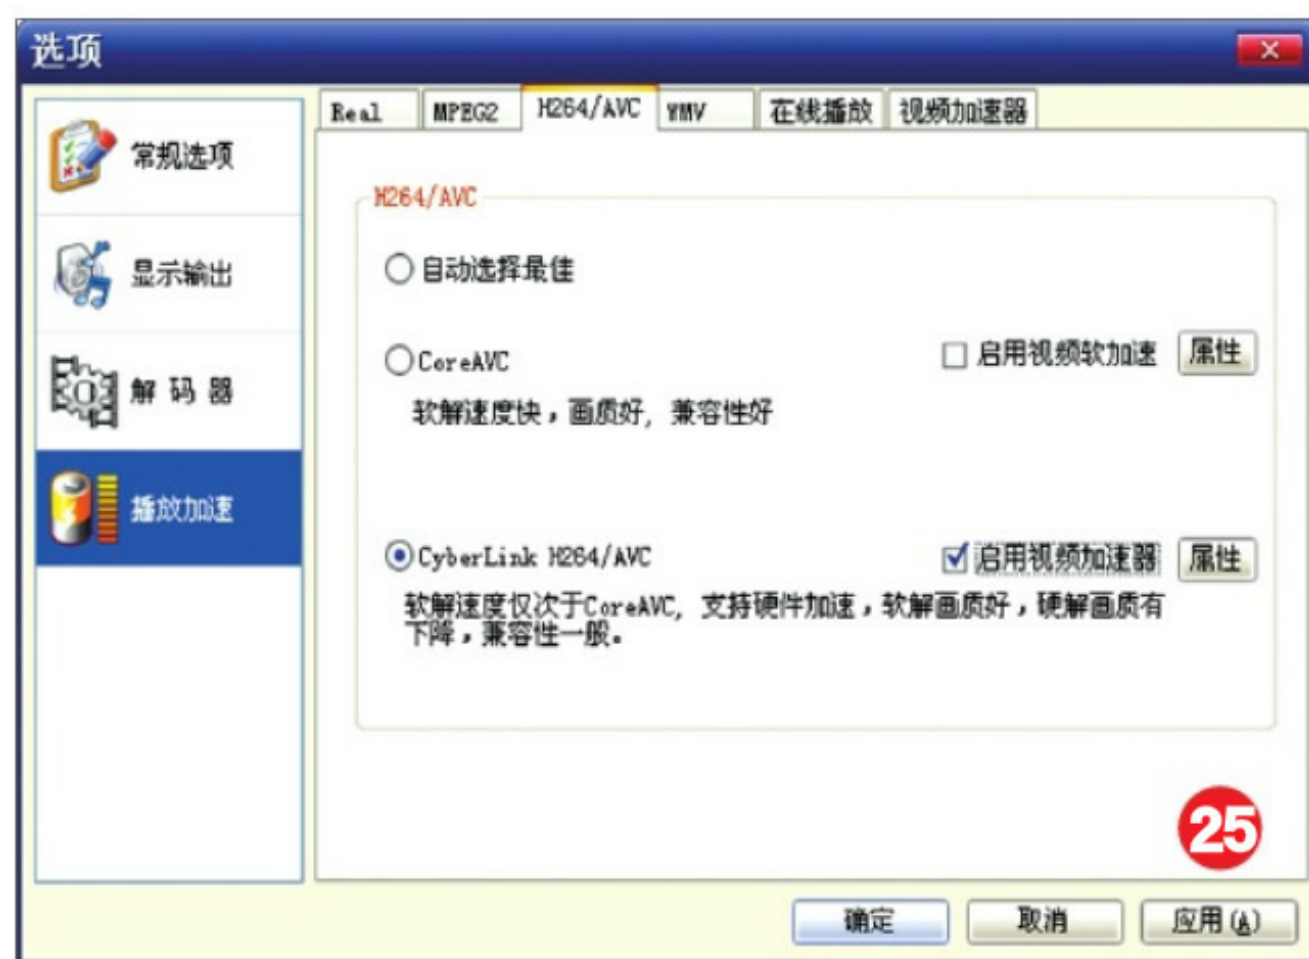 选项
常规选项
显示输出
解 码 器
播放加速
Real MPEG2 H264/AVC WMV 在线播放 视频加速器
H264/AVC
自动选择最佳
CoreAVC 启用视频软加速 属性
软解速度快，画质好, 兼容性好
CyberLink H264/AVC 启用视频加速器 属性
软解速度仅次于CoreAVC, 支持硬件加速，软解画质好，硬解画质有
下降，兼容性一般。
25
确定 取消 应用(A)